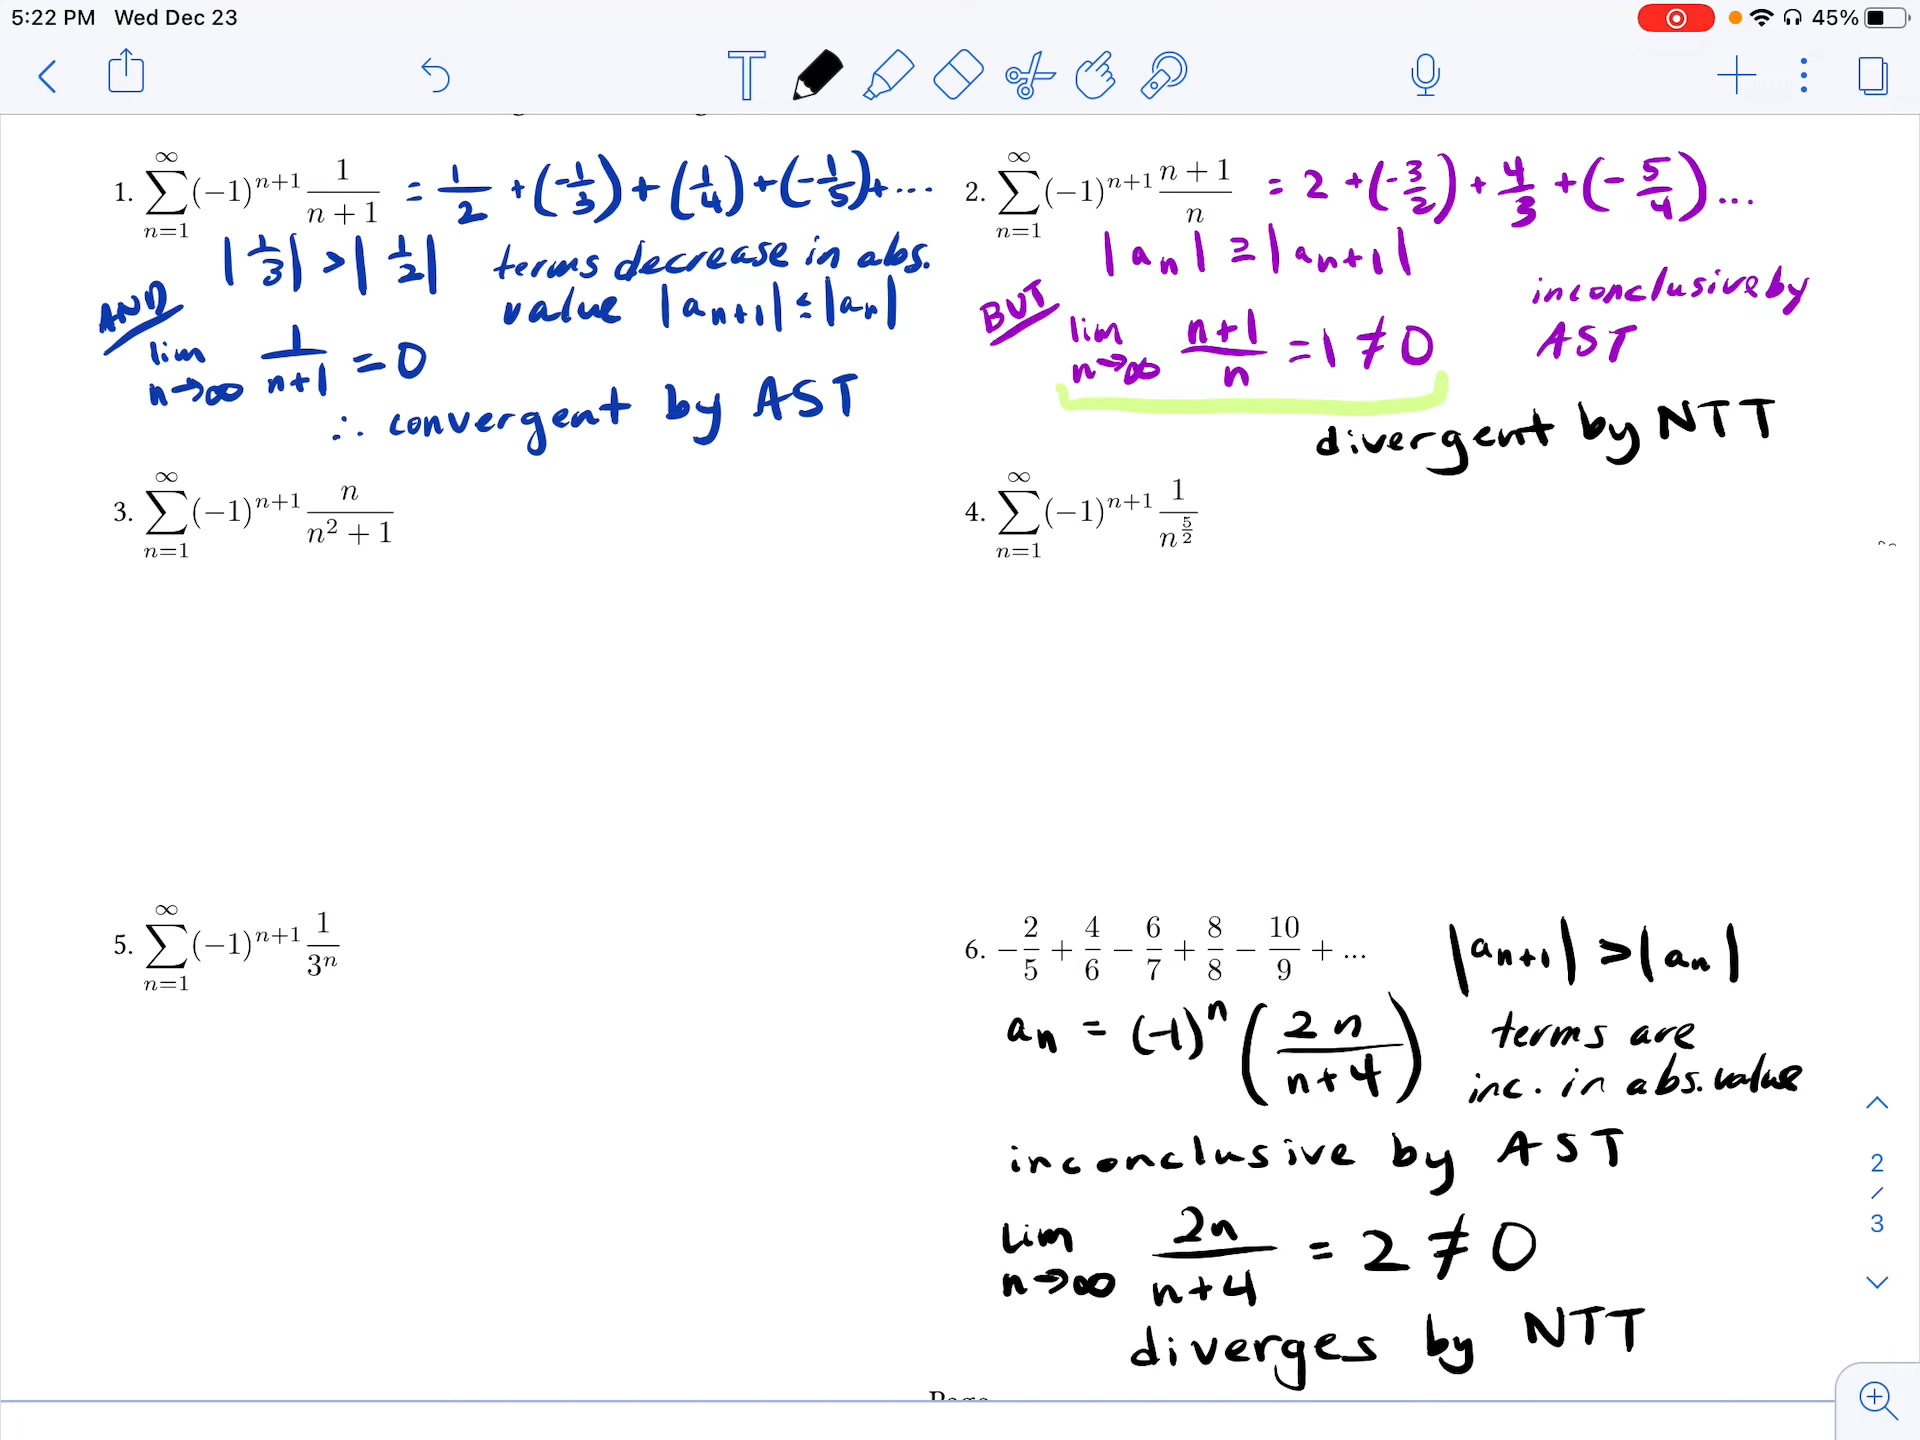 5:22 PM Wed Dec 23 45%
1. ∑_{n=1}^{∞} (−1)^{n+1} 1/(n + 1) = 1/2 + (-1/3) + (1/4) + (-1/5) + ...
|1/3| > |1/2| terms decrease in abs.
value |a_{n+1}| ≤ |a_n|
AND
lim_{n→∞} 1/(n+1) = 0
∴ convergent by AST
2. ∑_{n=1}^{∞} (−1)^{n+1} (n + 1)/n = 2 + (-3/2) + 4/3 + (-5/4) ...
|a_n| ≥ |a_{n+1}|
BUT
lim_{n→∞} (n+1)/n = 1 ≠ 0
inconclusive by
AST
divergent by NTT
3. ∑_{n=1}^{∞} (−1)^{n+1} n/(n² + 1)
4. ∑_{n=1}^{∞} (−1)^{n+1} 1/n^{5/2}
5. ∑_{n=1}^{∞} (−1)^{n+1} 1/3^n
6. −2/5 + 4/6 − 6/7 + 8/8 − 10/9 + ... |a_{n+1}| > |a_n|
a_n = (-1)^n (2n/(n+4)) terms are
inc. in abs. value
inconclusive by AST
lim_{n→∞} 2n/(n+4) = 2 ≠ 0
diverges by NTT
2
/
3